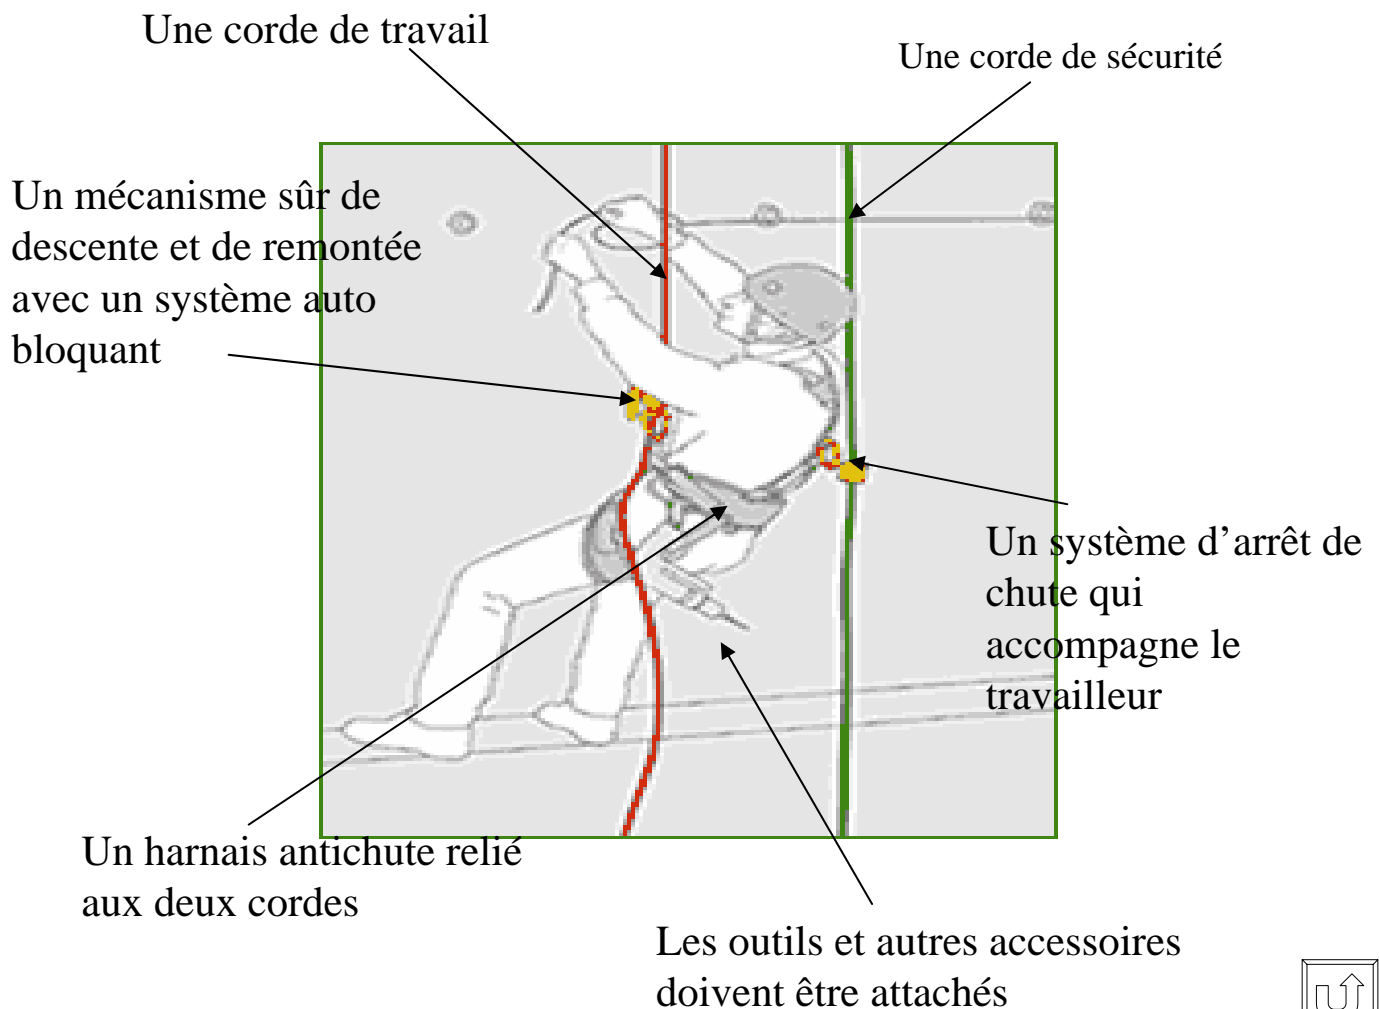 Une corde de travail
Une corde de sécurité
Un mécanisme sûr de
descente et de remontée
avec un système auto
bloquant
Un système d’arrêt de
chute qui
accompagne le
travailleur
Un harnais antichute relié
aux deux cordes
Les outils et autres accessoires
doivent être attachés